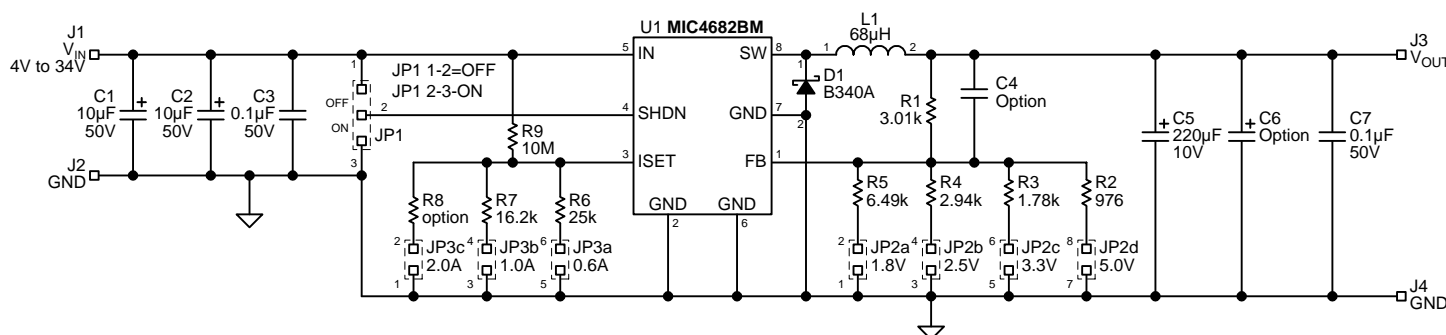 J1
VIN
4V to 34V
C1
10µF
50V
C2
10µF
50V
C3
0.1µF
50V
J2
GND
1
OFF
2
ON
JP1
3
JP1 1-2=OFF
JP1 2-3-ON
R9
10M
R8
option
R7
16.2k
R6
25k
2
JP3c
2.0A
1
4
JP3b
1.0A
3
6
JP3a
0.6A
5
U1 MIC4682BM
5
IN
4
SHDN
3
ISET
SW
8
GND
7
FB
1
GND
2
GND
6
1
D1
B340A
2
L1
68µH
1
2
R1
3.01k
C4
Option
R5
6.49k
R4
2.94k
R3
1.78k
R2
976
2
JP2a
1.8V
1
4
JP2b
2.5V
3
6
JP2c
3.3V
5
8
JP2d
5.0V
7
C5
220µF
10V
C6
Option
C7
0.1µF
50V
J3
VOUT
J4
GND